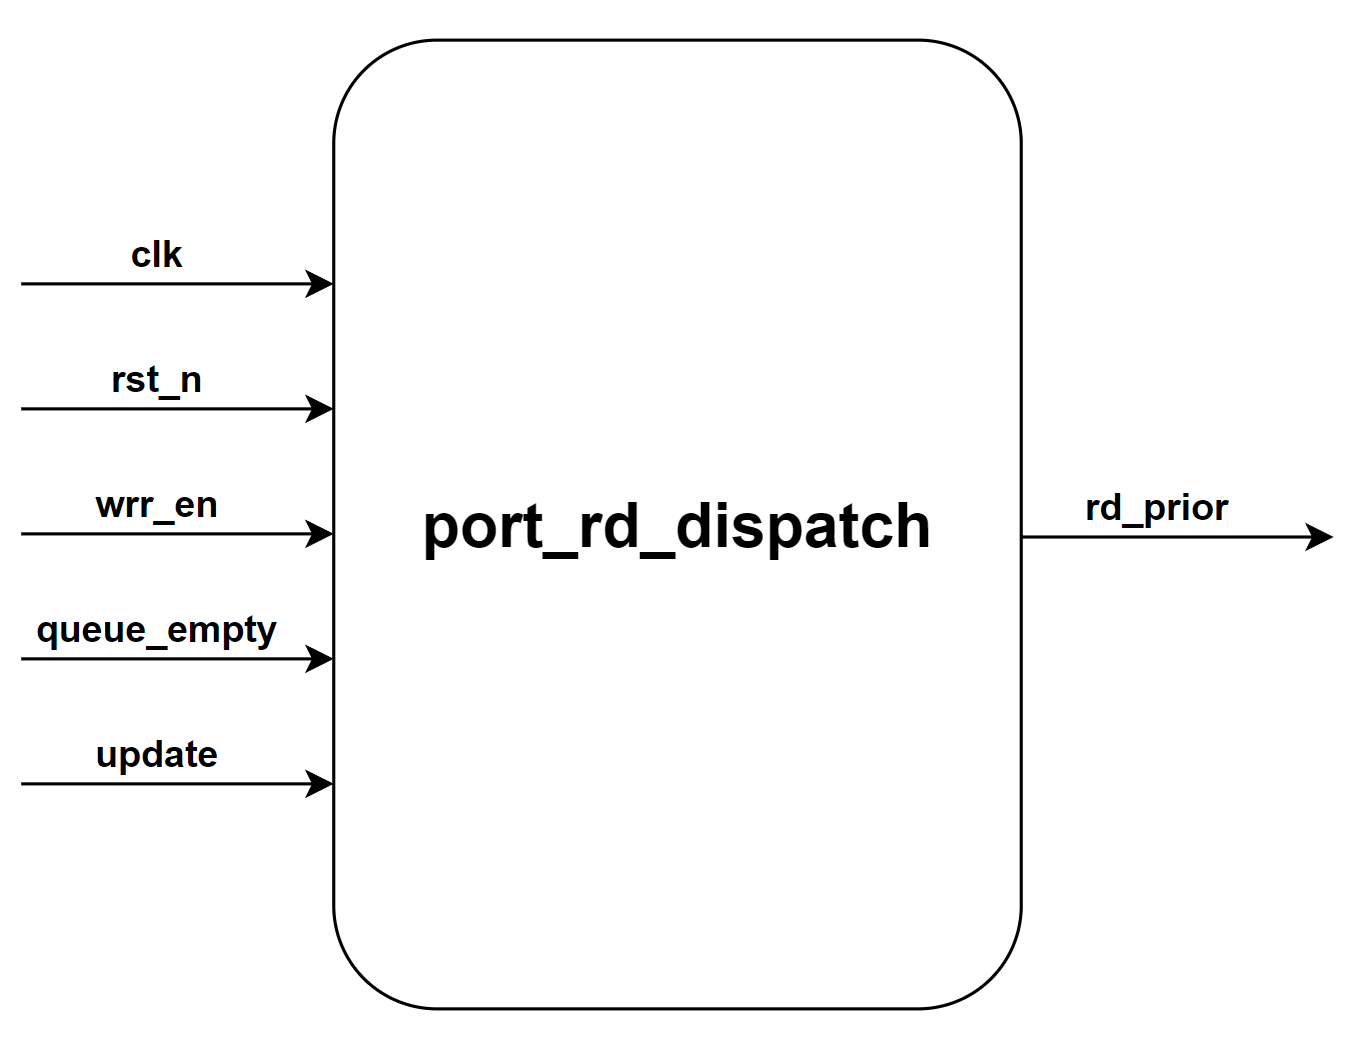 clk
rst_n
wrr_en
queue_empty
update
port_rd_dispatch
rd_prior